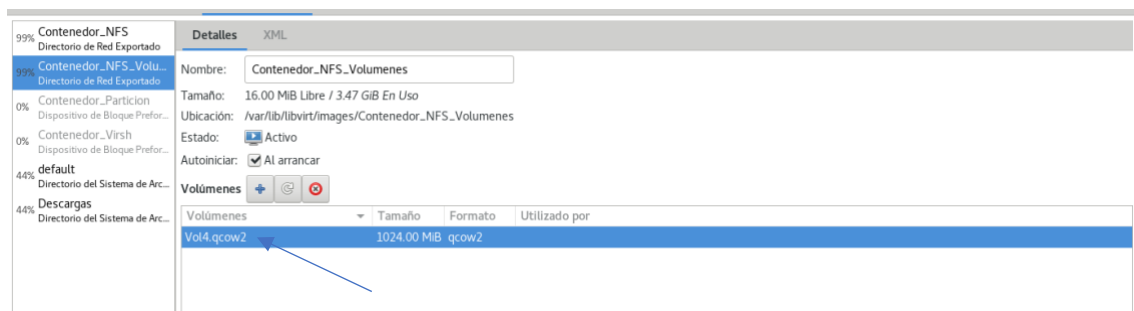 99% Contenedor_NFS
Directorio de Red Exportado
99% Contenedor_NFS_Volu...
Directorio de Red Exportado
0% Contenedor_Particion
Dispositivo de Bloque Prefor...
0% Contenedor_Virsh
Dispositivo de Bloque Prefor...
44% default
Directorio del Sistema de Arc...
44% Descargas
Directorio del Sistema de Arc...
Detalles XML
Nombre: Contenedor_NFS_Volumenes
Tamaño: 16.00 MiB Libre / 3.47 GiB En Uso
Ubicación: /var/lib/libvirt/images/Contenedor_NFS_Volumenes
Estado: Activo
Autoiniciar: Al arrancar
Volúmenes
Volúmenes Tamaño Formato Utilizado por
Vol4.qcow2 1024.00 MiB qcow2